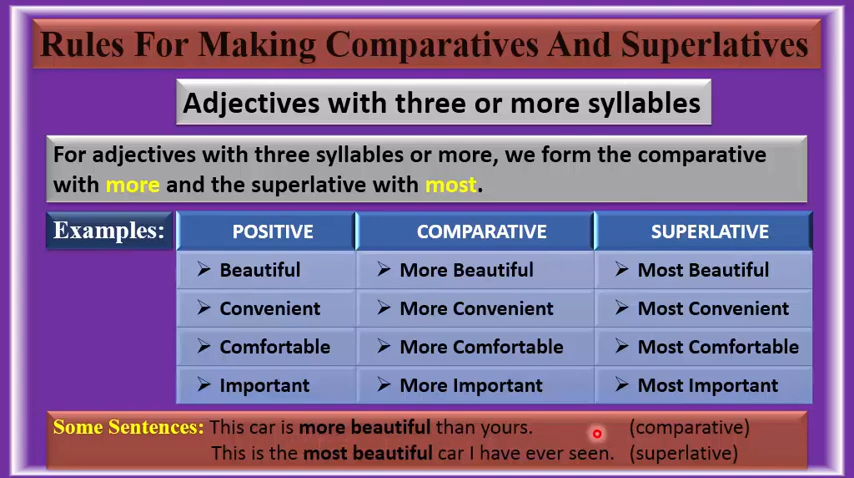 Rules For Making Comparatives And Superlatives
Adjectives with three or more syllables
For adjectives with three syllables or more, we form the comparative
with more and the superlative with most.
Examples: POSITIVE COMPARATIVE SUPERLATIVE
➢ Beautiful ➢ More Beautiful ➢ Most Beautiful
➢ Convenient ➢ More Convenient ➢ Most Convenient
➢ Comfortable ➢ More Comfortable ➢ Most Comfortable
➢ Important ➢ More Important ➢ Most Important
Some Sentences: This car is more beautiful than yours. (comparative)
This is the most beautiful car I have ever seen. (superlative)